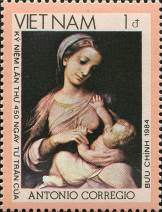 VIETNAM 1đ
KỶ NIỆM LẦN THỨ 450 NGÀY TỪ TRẦN CỦA
ANTONIO CORREGIO
BƯU CHÍNH 1984